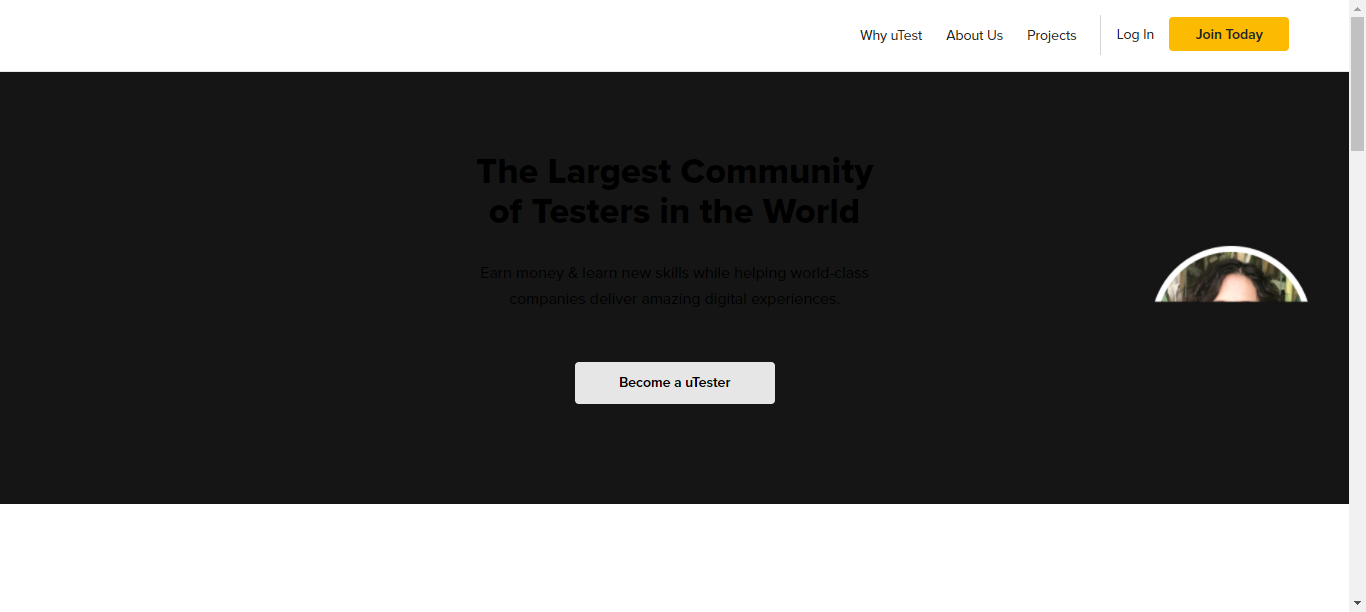 Why uTest
About Us
Projects
Log In
Join Today
The Largest Community
of Testers in the World
Earn money & learn new skills while helping world-class
companies deliver amazing digital experiences.
Become a uTester